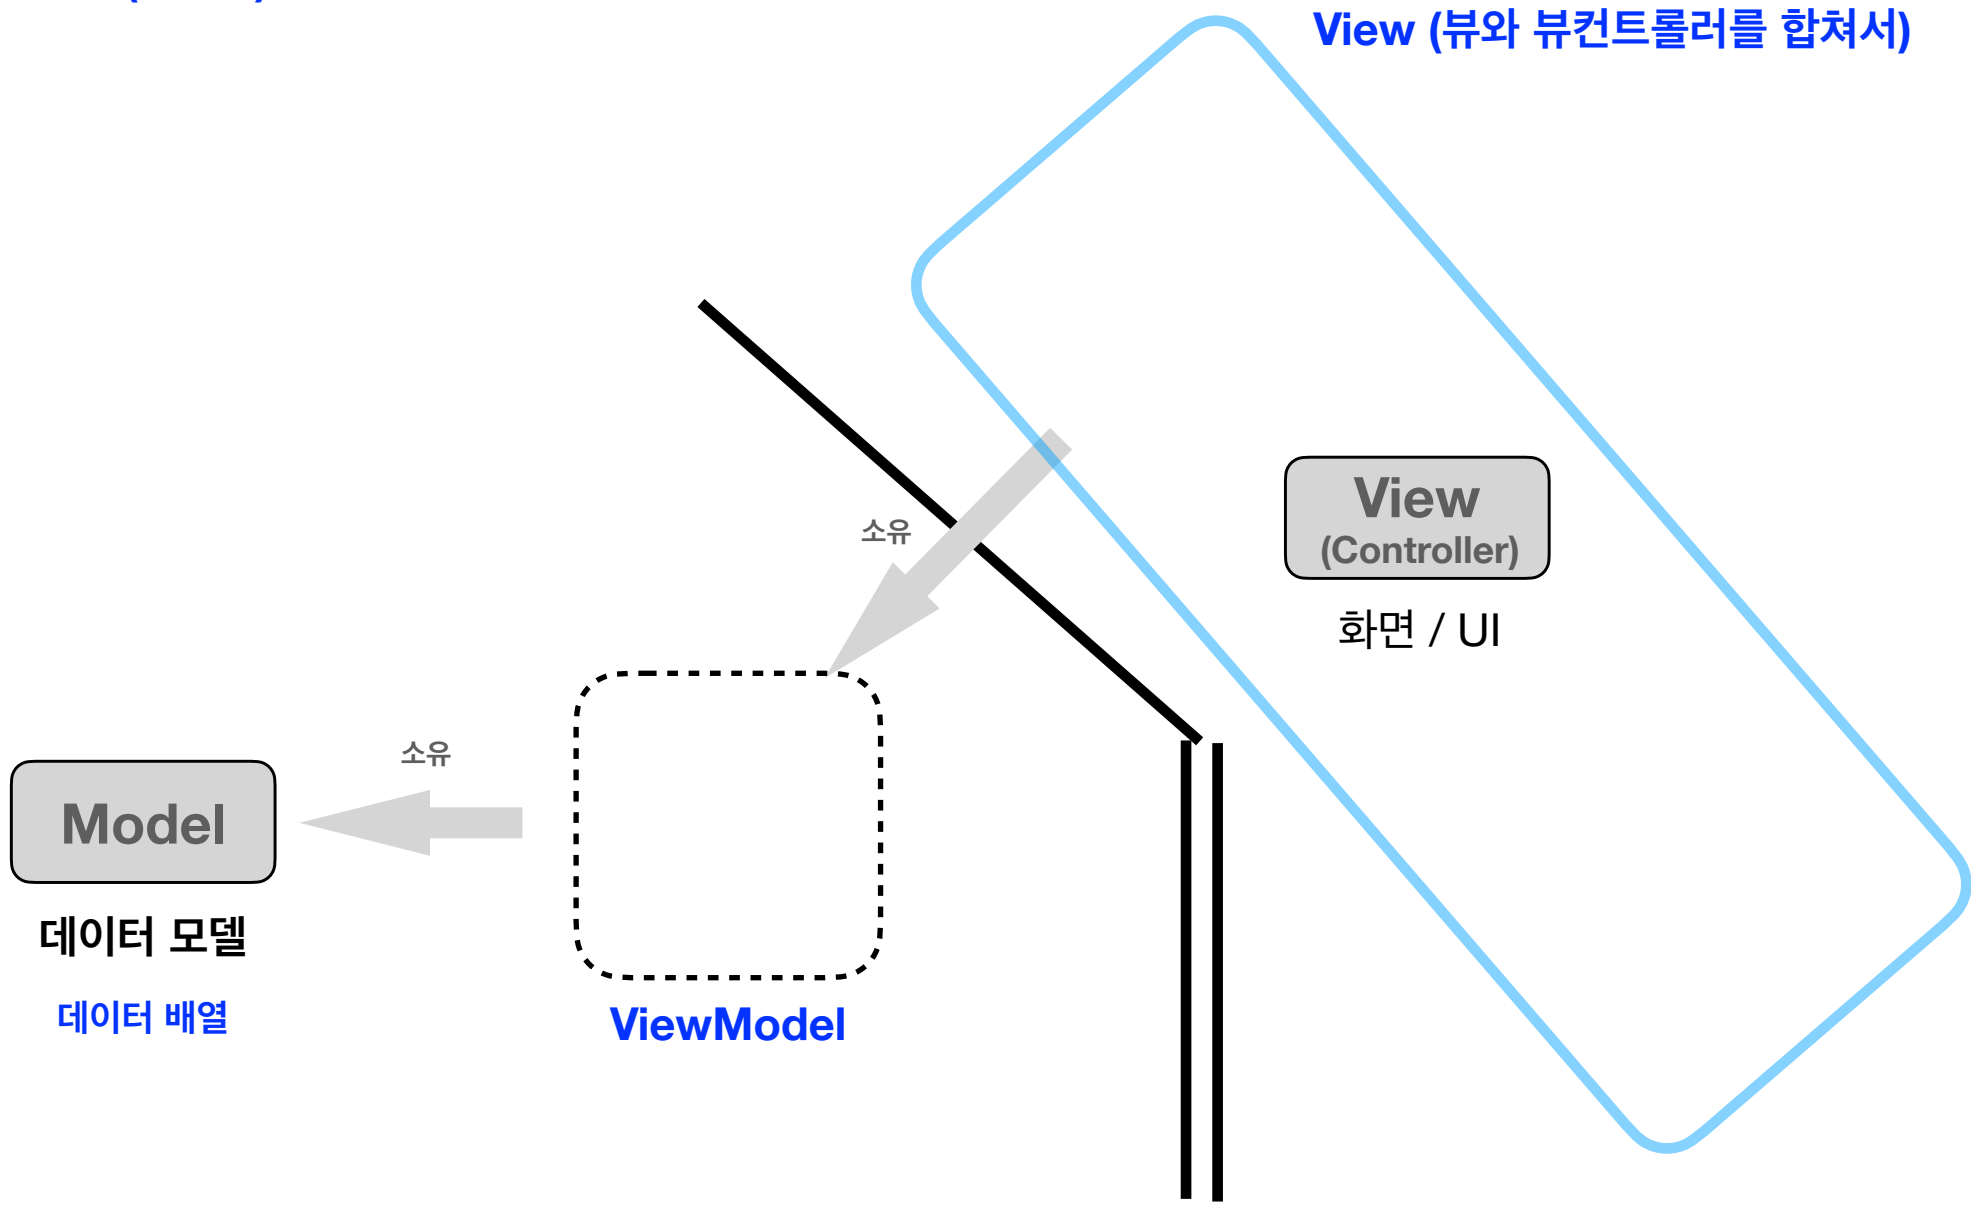 View (뷰와 뷰컨트롤러를 합쳐서)
View
(Controller)
화면 / UI
소유
소유
Model
데이터 모델
데이터 배열
ViewModel